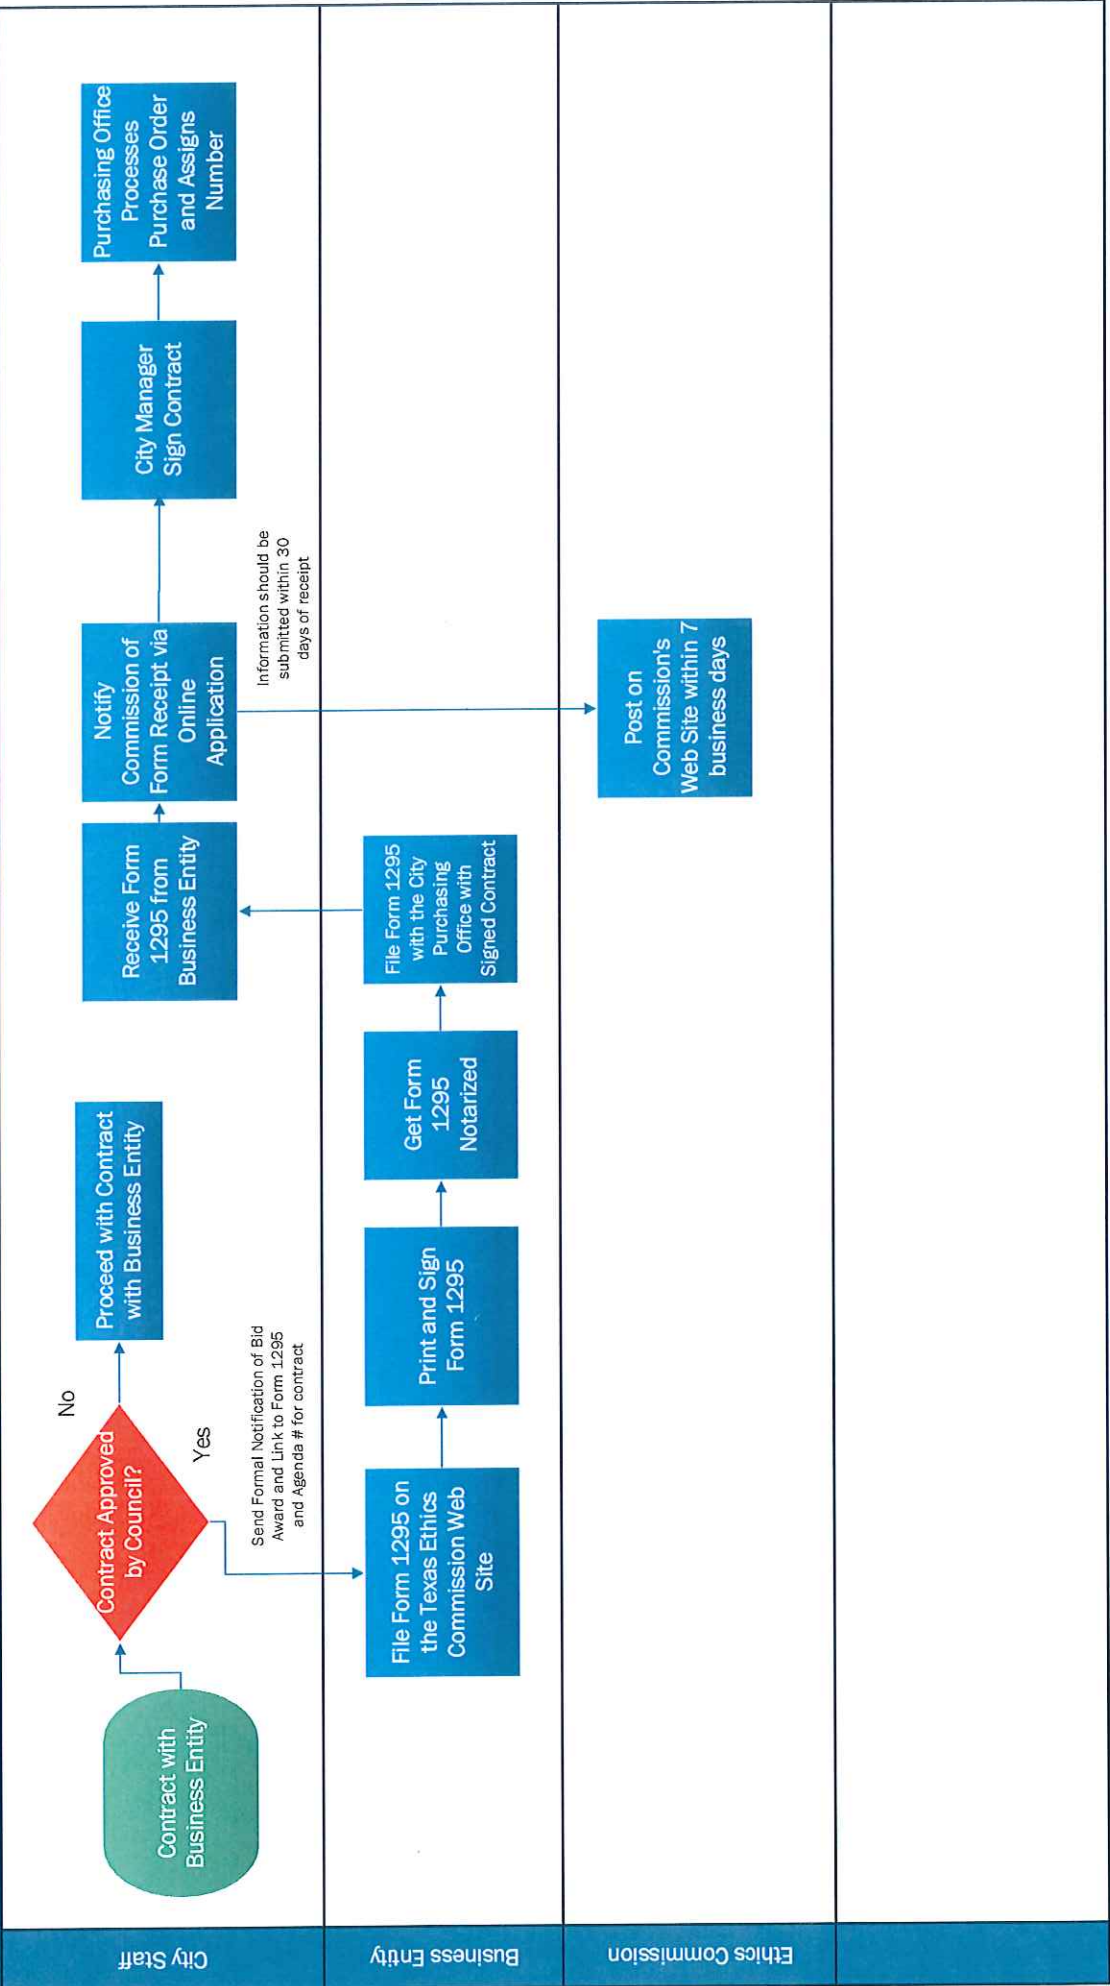 City Staff
Contract with
Business Entity
Contract Approved
by Council?
No
Yes
Proceed with Contract
with Business Entity
Send Formal Notification of Bid
Award and Link to Form 1295
and Agenda # for contract
Receive Form
1295 from
Business Entity
Notify
Commission of
Form Receipt via
Online
Application
Information should be
submitted within 30
days of receipt
City Manager
Sign Contract
Purchasing Office
Processes
Purchase Order
and Assigns
Number
Business Entity
File Form 1295 on
the Texas Ethics
Commission Web
Site
Print and Sign
Form 1295
Get Form
1295
Notarized
File Form 1295
with the City
Purchasing
Office with
Signed Contract
Ethics Commission
Post on
Commission's
Web Site within 7
business days